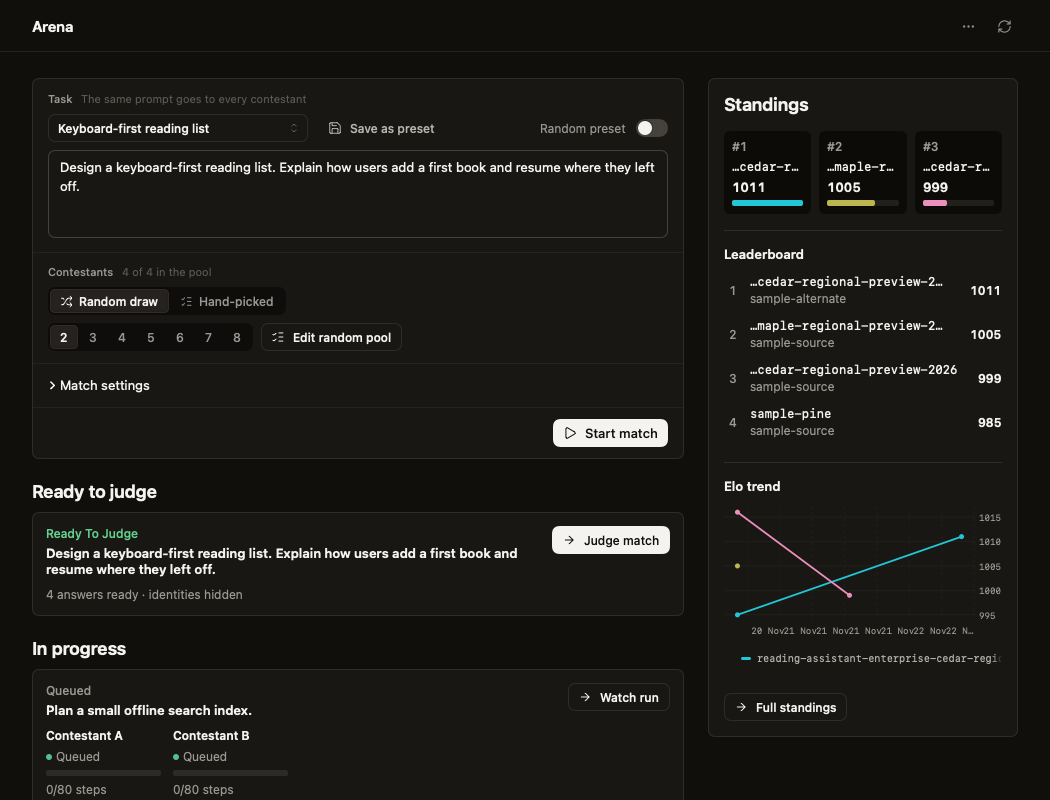 Arena
Task The same prompt goes to every contestant
Keyboard-first reading list
Save as preset
Random preset
Design a keyboard-first reading list. Explain how users add a first book and resume where they left
off.
Contestants 4 of 4 in the pool
Random draw
Hand-picked
2 3 4 5 6 7 8
Edit random pool
Match settings
Start match
Ready to judge
Ready To Judge
Design a keyboard-first reading list. Explain how users add a first book and
resume where they left off.
4 answers ready · identities hidden
Judge match
In progress
Queued
Plan a small offline search index.
Watch run
Contestant A Contestant B
Queued Queued
0/80 steps 0/80 steps
Standings
#1 #2 #3
…cedar-r… …maple-r… …cedar-r…
1011 1005 999
Leaderboard
1 …cedar-regional-preview-2… 1011
sample-alternate
2 …maple-regional-preview-2… 1005
sample-source
3 …cedar-regional-preview-2026 999
sample-source
4 sample-pine 985
sample-source
Elo trend
1015
1010
1005
1000
995
20 Nov21 Nov21 Nov21 Nov21 Nov22 Nov22 N…
reading-assistant-enterprise-cedar-regi
Full standings